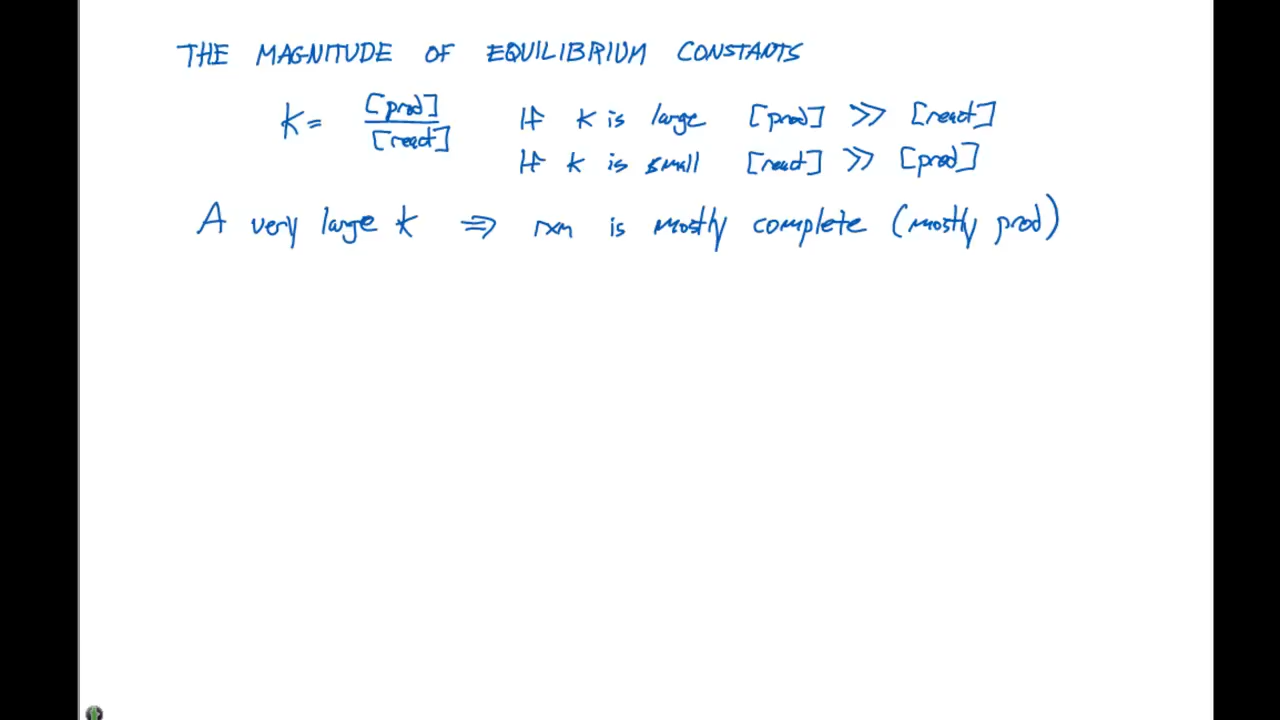 THE MAGNITUDE OF EQUILIBRIUM CONSTANTS
K = [prod] / [react] If K is large [prod] ≫ [react]
If K is small [react] ≫ [prod]
A very large K ⇒ rxn is mostly complete (mostly prod)